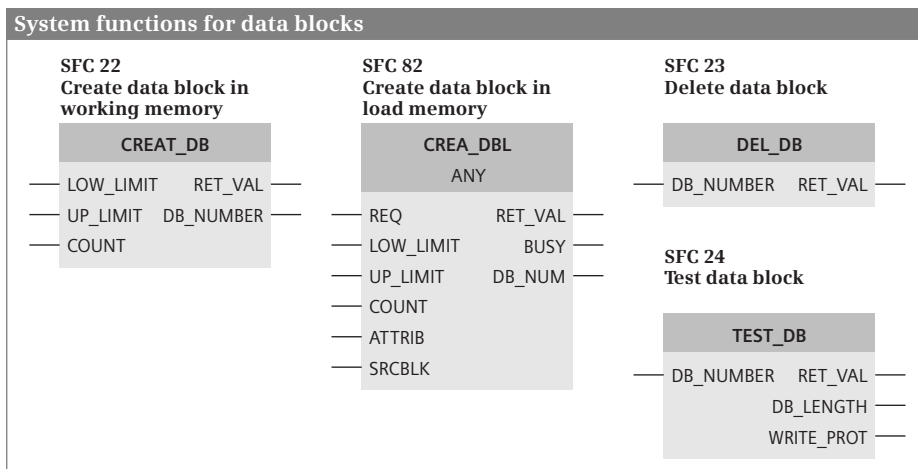 System functions for data blocks
SFC 22
Create data block in
working memory
CREAT_DB
LOW_LIMIT RET_VAL
UP_LIMIT DB_NUMBER
COUNT
SFC 82
Create data block in
load memory
CREA_DBL
ANY
REQ RET_VAL
LOW_LIMIT BUSY
UP_LIMIT DB_NUM
COUNT
ATTRIB
SRCBLK
SFC 23
Delete data block
DEL_DB
DB_NUMBER RET_VAL
SFC 24
Test data block
TEST_DB
DB_NUMBER RET_VAL
DB_LENGTH
WRITE_PROT